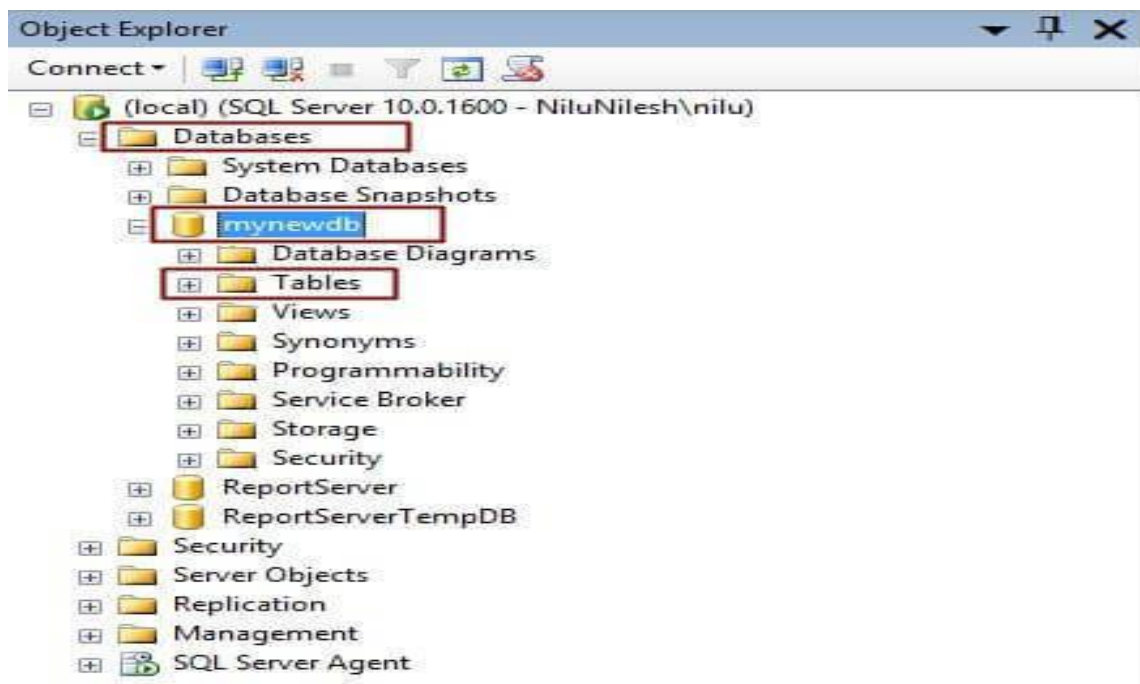 Object Explorer
Connect
(local) (SQL Server 10.0.1600 - NiluNilesh\nilu)
Databases
System Databases
Database Snapshots
mynewdb
Database Diagrams
Tables
Views
Synonyms
Programmability
Service Broker
Storage
Security
ReportServer
ReportServerTempDB
Security
Server Objects
Replication
Management
SQL Server Agent